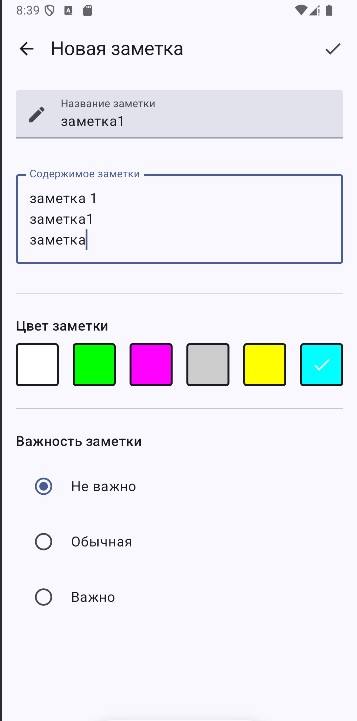 8:39
Новая заметка
Название заметки
заметка1
Содержимое заметки
заметка 1
заметка1
заметка
Цвет заметки
Важность заметки
Не важно
Обычная
Важно